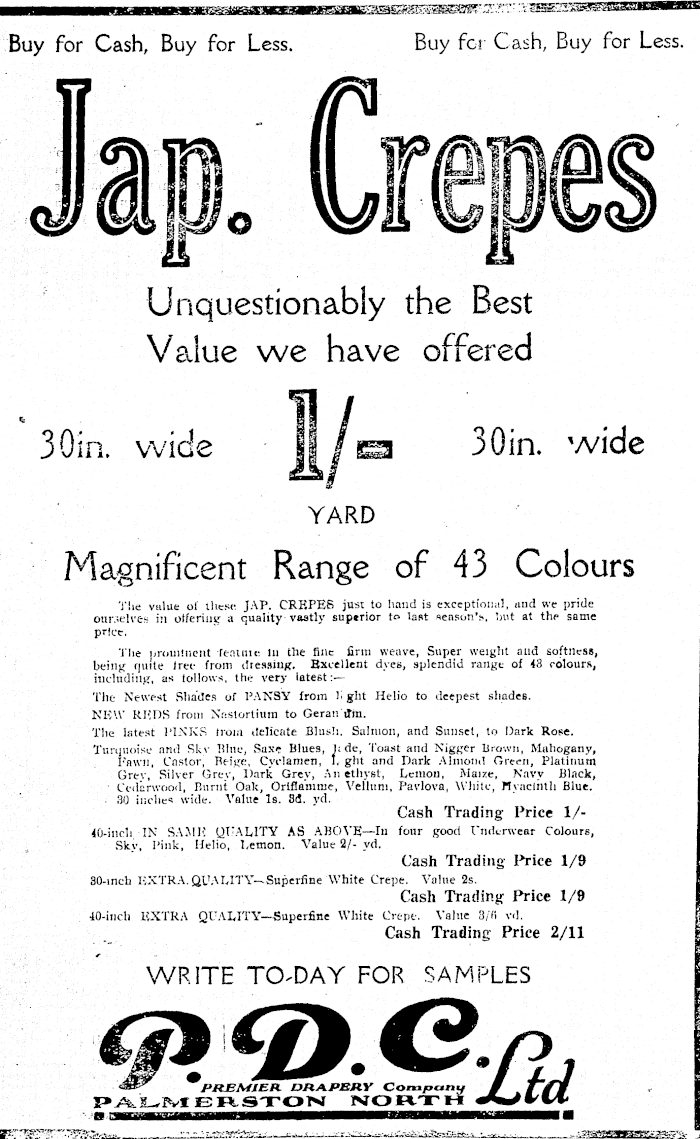 Buy for Cash, Buy for Less. Buy for Cash, Buy for Less.
Jap. Crepes
Unquestionably the Best
Value we have offered
30in. wide 1/- 30in. wide
YARD
Magnificent Range of 43 Colours
The value of these JAP. CREPES just to hand is exceptional, and we pride
ourselves in offering a quality vastly superior to last season's, but at the same
price.
The prominent feature in the fine firm weave, Super weight and softness,
being quite free from dressing. Excellent dyes, splendid range of 43 colours,
including, as follows, the very latest:—
The Newest Shades of PANSY from light Helio to deepest shades.
NEW REDS from Nastortium to Geranium.
The latest PINKS from delicate Blush, Salmon, and Sunset, to Dark Rose.
Turquoise and Sky Blue, Saxe Blues, Jade, Toast and Nigger Brown, Mahogany,
Fawn, Castor, Beige, Cyclamen, Light and Dark Almond Green, Platinum
Grey, Silver Grey, Dark Grey, Amethyst, Lemon, Maize, Navy Black,
Cedarwood, Burnt Oak, Oriflamme, Vellum, Pavlova, White, Hyacinth Blue.
30 inches wide. Value 1s. 3d. yd.
Cash Trading Price 1/-
40-inch IN SAME QUALITY AS ABOVE—In four good Underwear Colours,
Sky, Pink, Helio, Lemon. Value 2/- yd.
Cash Trading Price 1/9
30-inch EXTRA QUALITY—Superfine White Crepe. Value 2s.
Cash Trading Price 1/9
40-inch EXTRA QUALITY—Superfine White Crepe. Value 3/6 yd.
Cash Trading Price 2/11
WRITE TO-DAY FOR SAMPLES
P.D.C. Ltd
PREMIER DRAPERY Company
PALMERSTON NORTH